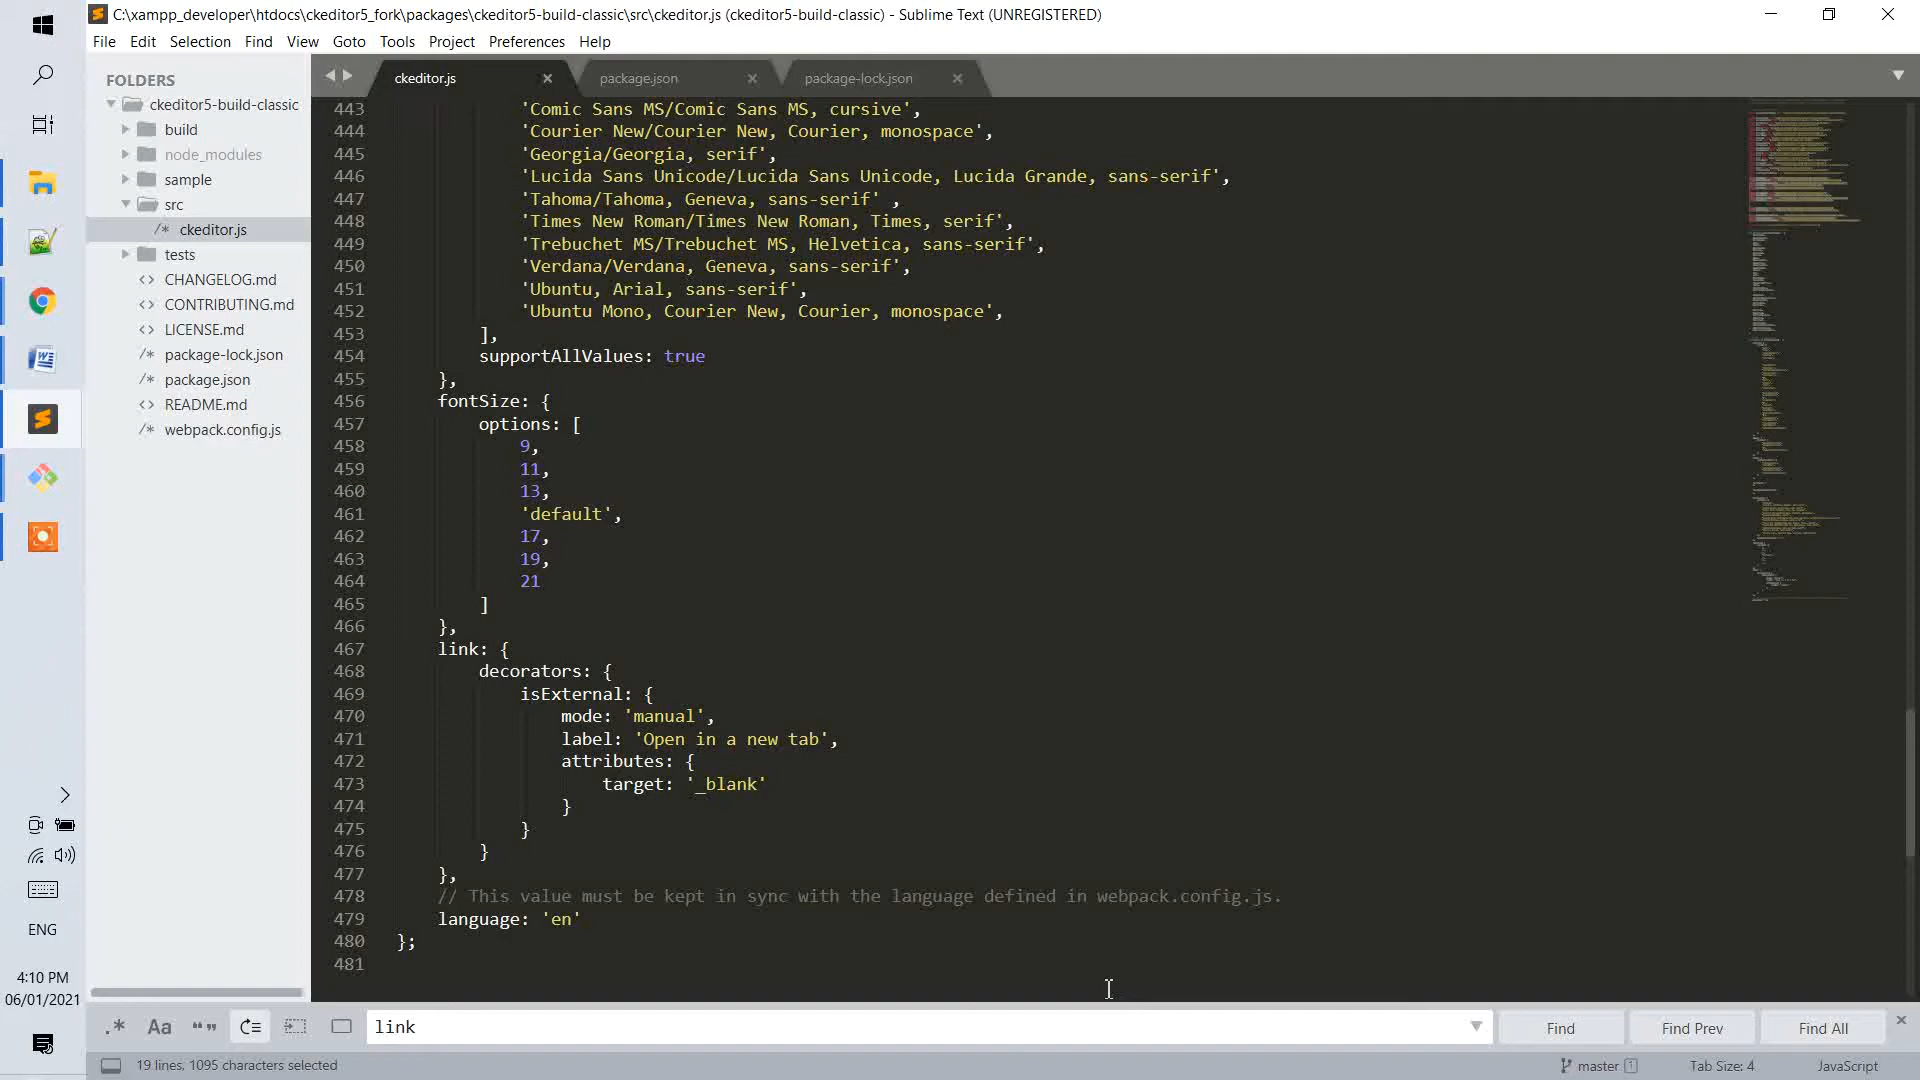 C:\xampp_developer\htdocs\ckeditor5_fork\packages\ckeditor5-build-classic\src\ckeditor.js (ckeditor5-build-classic) - Sublime Text (UNREGISTERED)
File Edit Selection Find View Goto Tools Project Preferences Help
FOLDERS
ckeditor5-build-classic
build
node_modules
sample
src
/* ckeditor.js
tests
<> CHANGELOG.md
<> CONTRIBUTING.md
<> LICENSE.md
/* package-lock.json
/* package.json
<> README.md
/* webpack.config.js
ckeditor.js × package.json × package-lock.json ×
443 'Comic Sans MS/Comic Sans MS, cursive',
444 'Courier New/Courier New, Courier, monospace',
445 'Georgia/Georgia, serif',
446 'Lucida Sans Unicode/Lucida Sans Unicode, Lucida Grande, sans-serif',
447 'Tahoma/Tahoma, Geneva, sans-serif' ,
448 'Times New Roman/Times New Roman, Times, serif',
449 'Trebuchet MS/Trebuchet MS, Helvetica, sans-serif',
450 'Verdana/Verdana, Geneva, sans-serif',
451 'Ubuntu, Arial, sans-serif',
452 'Ubuntu Mono, Courier New, Courier, monospace',
453 ],
454 supportAllValues: true
455 },
456 fontSize: {
457 options: [
458 9,
459 11,
460 13,
461 'default',
462 17,
463 19,
464 21
465 ]
466 },
467 link: {
468 decorators: {
469 isExternal: {
470 mode: 'manual',
471 label: 'Open in a new tab',
472 attributes: {
473 target: '_blank'
474 }
475 }
476 }
477 },
478 // This value must be kept in sync with the language defined in webpack.config.js.
479 language: 'en'
480 };
481
.* Aa “” link Find Find Prev Find All ×
19 lines, 1095 characters selected master 1 Tab Size: 4 JavaScript
ENG
4:10 PM
06/01/2021